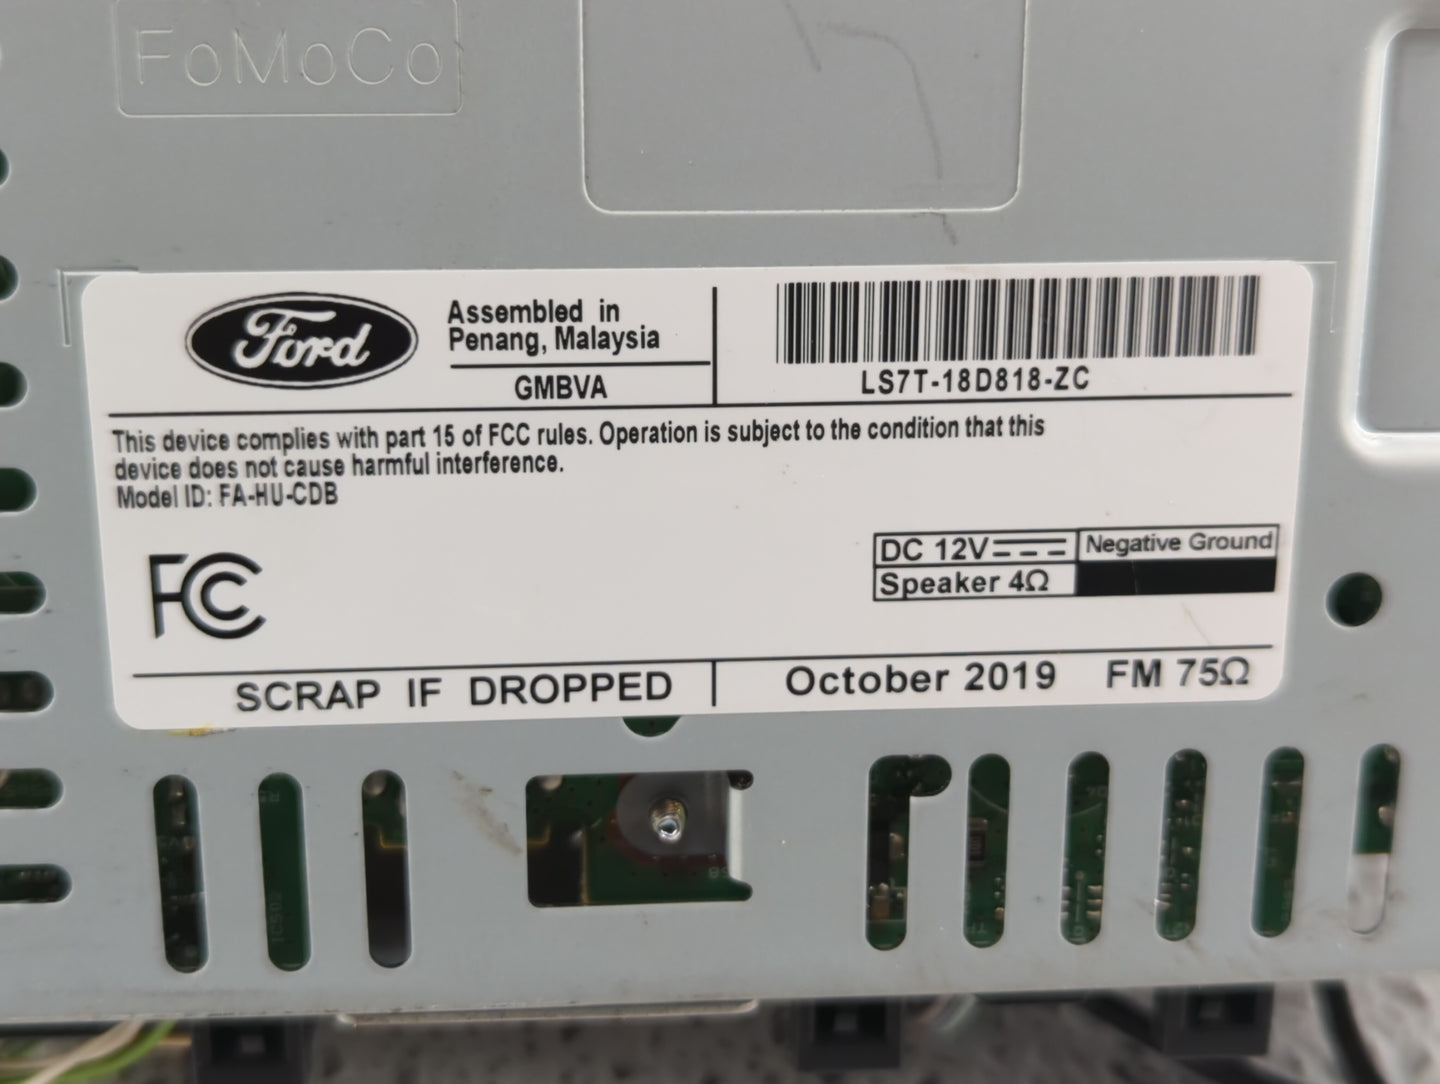 FoMoCo
Ford
Assembled in
Penang, Malaysia
GMBVA
LS7T-18D818-ZC
This device complies with part 15 of FCC rules. Operation is subject to the condition that this
device does not cause harmful interference.
Model ID: FA-HU-CDB
FC
DC 12V
Negative Ground
Speaker 4Ω
SCRAP IF DROPPED
October 2019
FM 75Ω